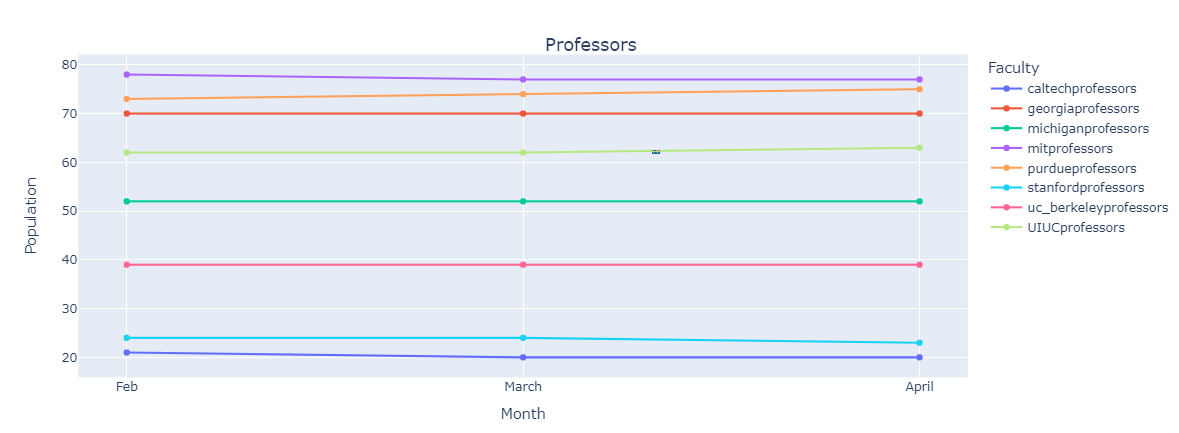 Professors
80
70
60
50
40
30
20
Population
Feb
March
April
Month
Faculty
caltechprofessors
georgiaprofessors
michiganprofessors
mitprofessors
purdueprofessors
stanfordprofessors
uc_berkeleyprofessors
UIUCprofessors